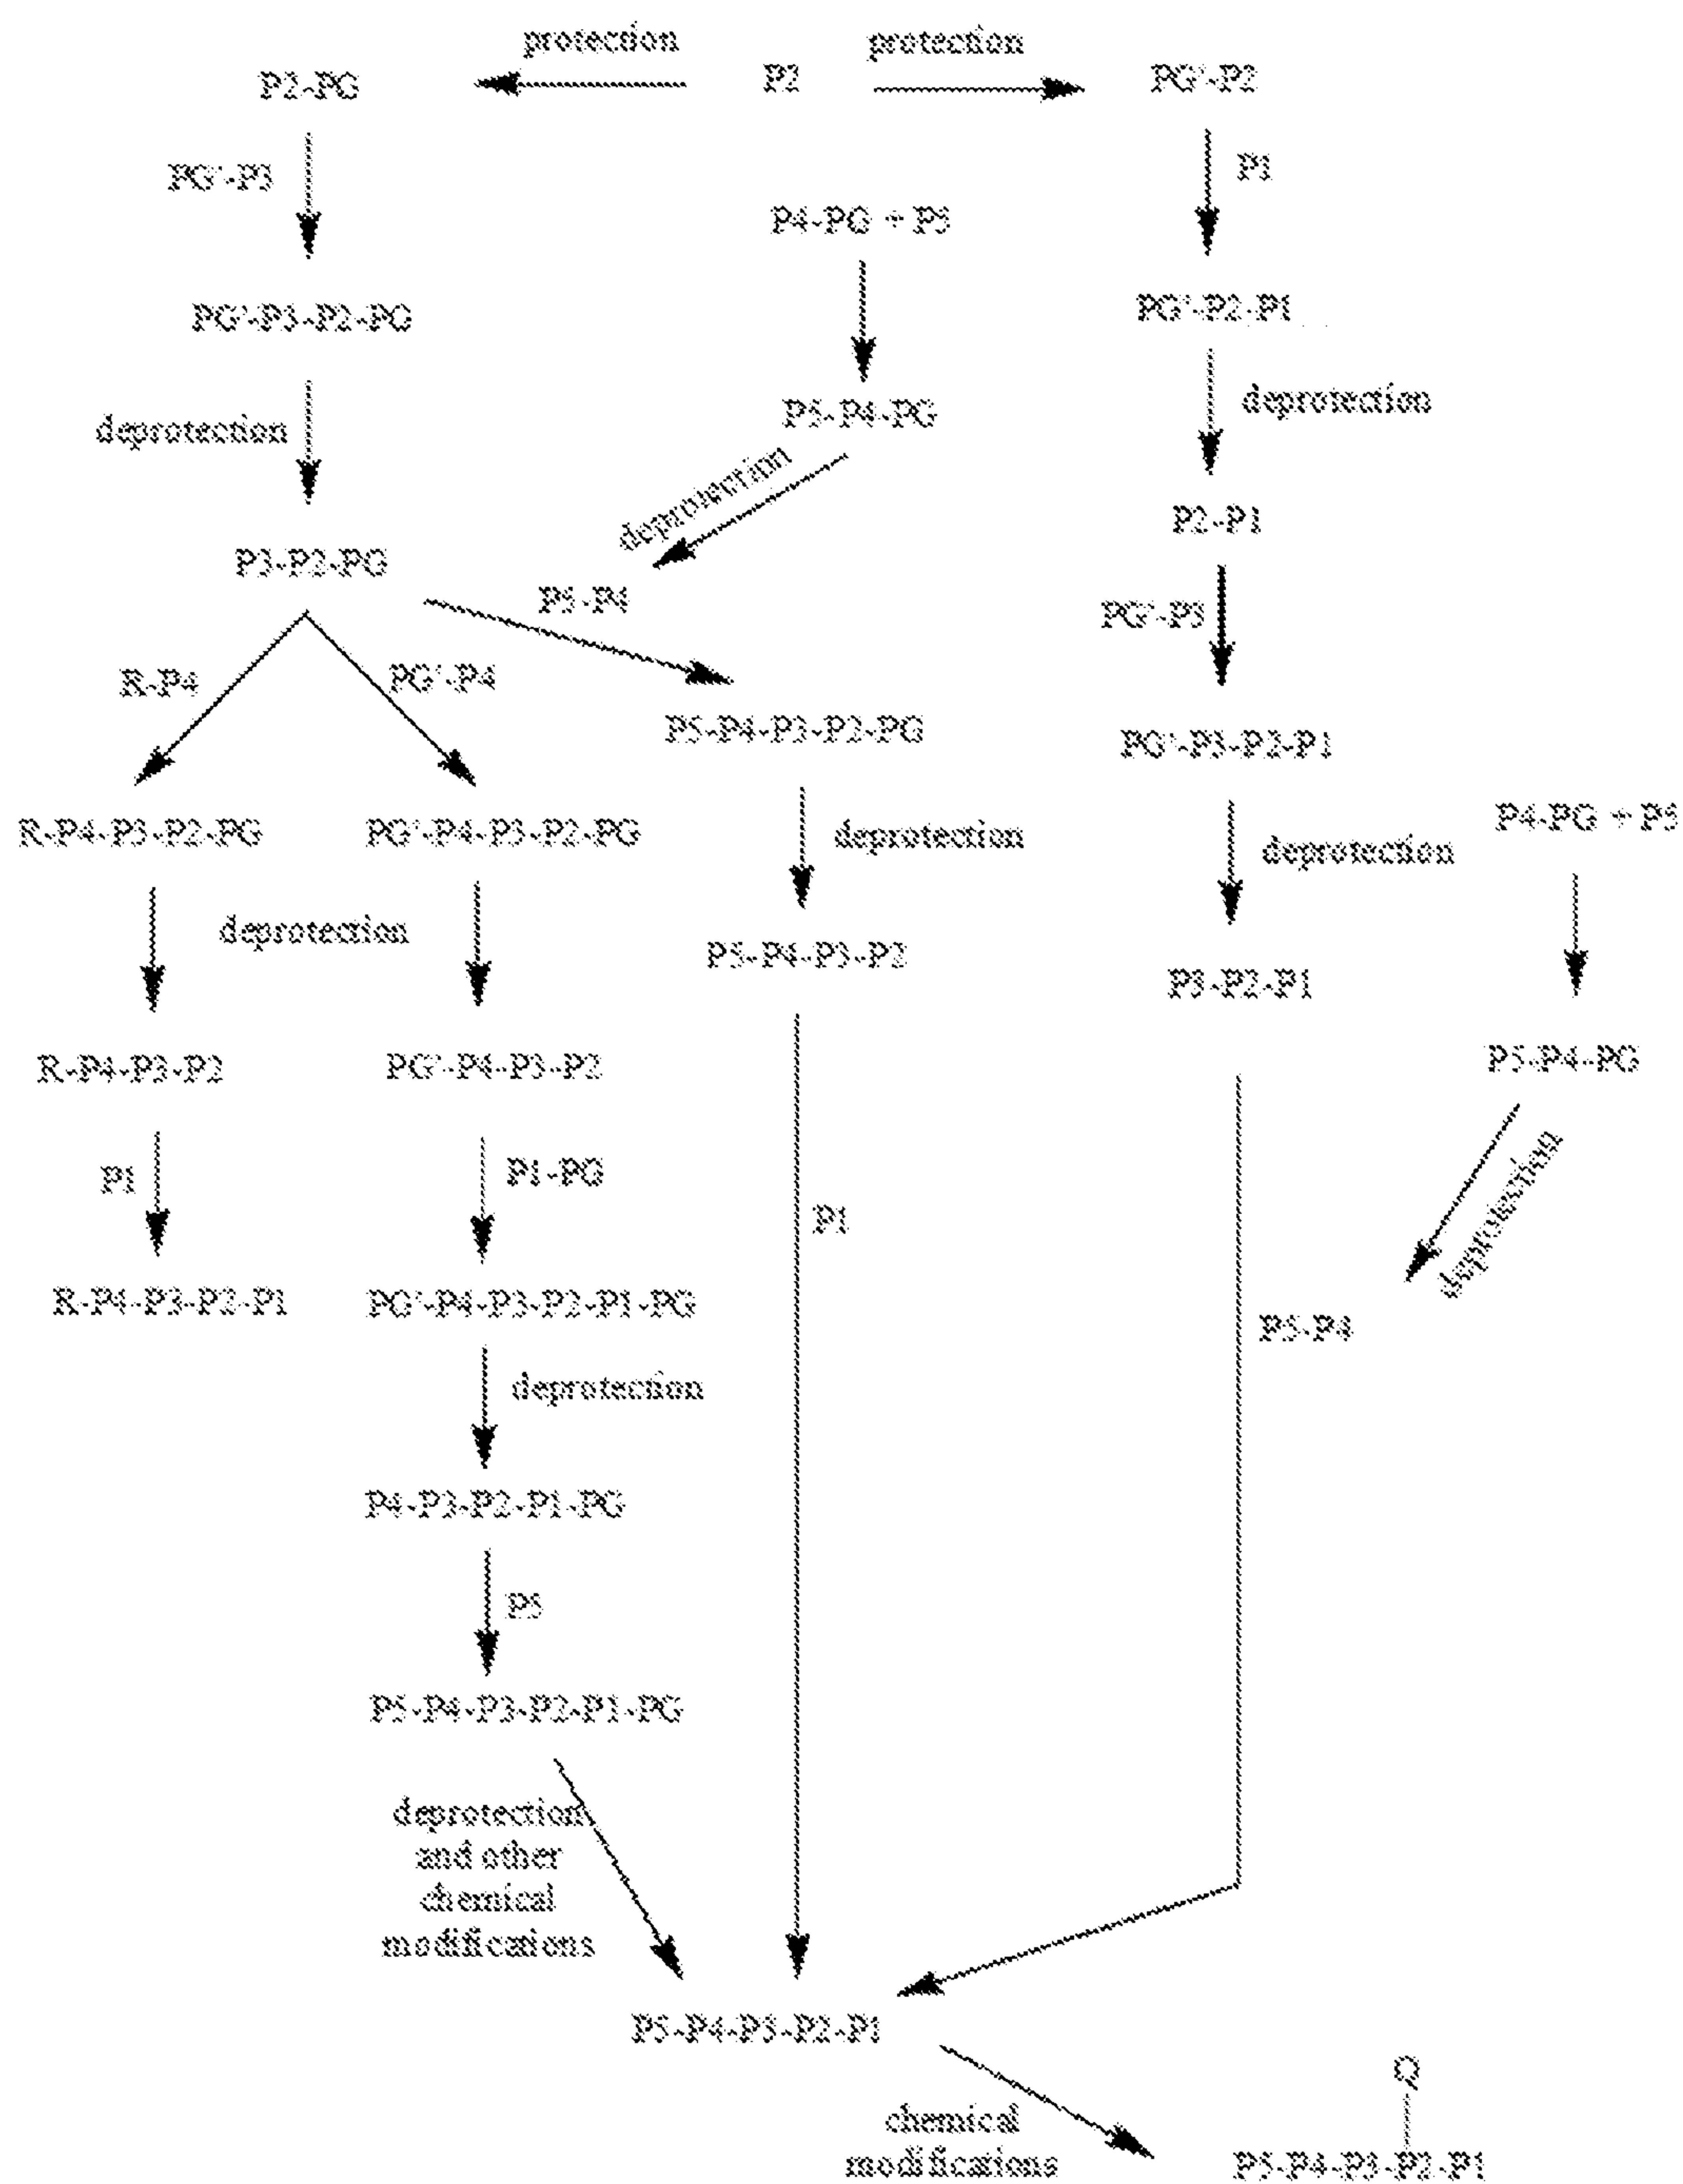 protection
protection
P2-PG
P2
PG'-P2
PG'-P3
P1
P4-PG + P5
PG'-P3-P2-PG
PG'-P2-P1
deprotection
P5-P4-PG
deprotection
deprotection
P2-P1
P3-P2-PG
P5-P4
PG'-P3
R-P4
PG'-P4
P5-P4-P3-P2-PG
PG'-P3-P2-P1
R-P4-P3-P2-PG
PG'-P4-P3-P2-PG
deprotection
deprotection
P4-PG + P5
deprotection
P5-P4-P3-P2
P3-P2-P1
R-P4-P3-P2
PG'-P4-P3-P2
P5-P4-PG
P1
P1-PG
P1
deprotection
R-P4-P3-P2-P1
PG'-P4-P3-P2-P1-PG
P5-P4
deprotection
P4-P3-P2-P1-PG
P5
P5-P4-P3-P2-P1-PG
deprotection
and other
chemical
modifications
P5-P4-P3-P2-P1
Q
chemical
modifications
P5-P4-P3-P2-P1